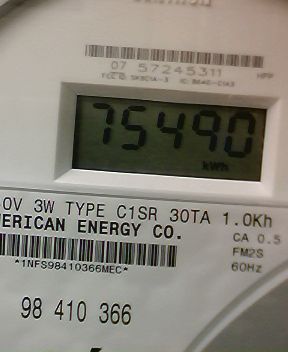 07 57245311
HPP
75490
kWh
0V 3W TYPE C1SR 30TA 1.0Kh
ERICAN ENERGY CO.
CA 0.5
FM2S
60Hz
*1NFS98410366MEC*
98 410 366